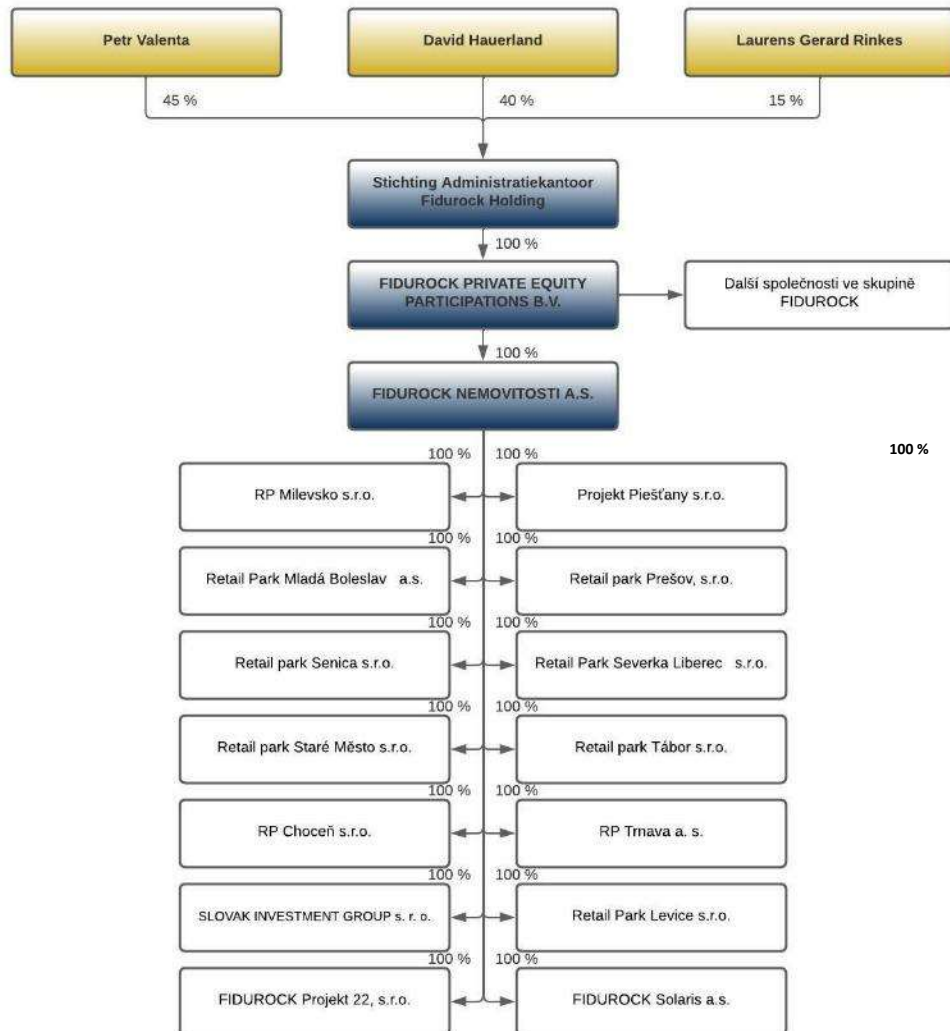 Petr Valenta
David Hauerland
Laurens Gerard Rinkes
45 %
40 %
15 %
Stichting Administratiekantoor
Fidurock Holding
100 %
FIDUROCK PRIVATE EQUITY
PARTICIPATIONS B.V.
Další společnosti ve skupině
FIDUROCK
100 %
FIDUROCK NEMOVITOSTI A.S.
100 %
100 %
100 %
RP Milevsko s.r.o.
Projekt Piešťany s.r.o.
100 %
100 %
Retail Park Mladá Boleslav a.s.
Retail park Prešov, s.r.o.
100 %
100 %
Retail park Senica s.r.o.
Retail Park Severka Liberec s.r.o.
100 %
100 %
Retail park Staré Město s.r.o.
Retail park Tábor s.r.o.
100 %
100 %
RP Choceň s.r.o.
RP Trnava a. s.
100 %
100 %
SLOVAK INVESTMENT GROUP s. r. o.
Retail Park Levice s.r.o.
100 %
100 %
FIDUROCK Projekt 22, s.r.o.
FIDUROCK Solaris a.s.